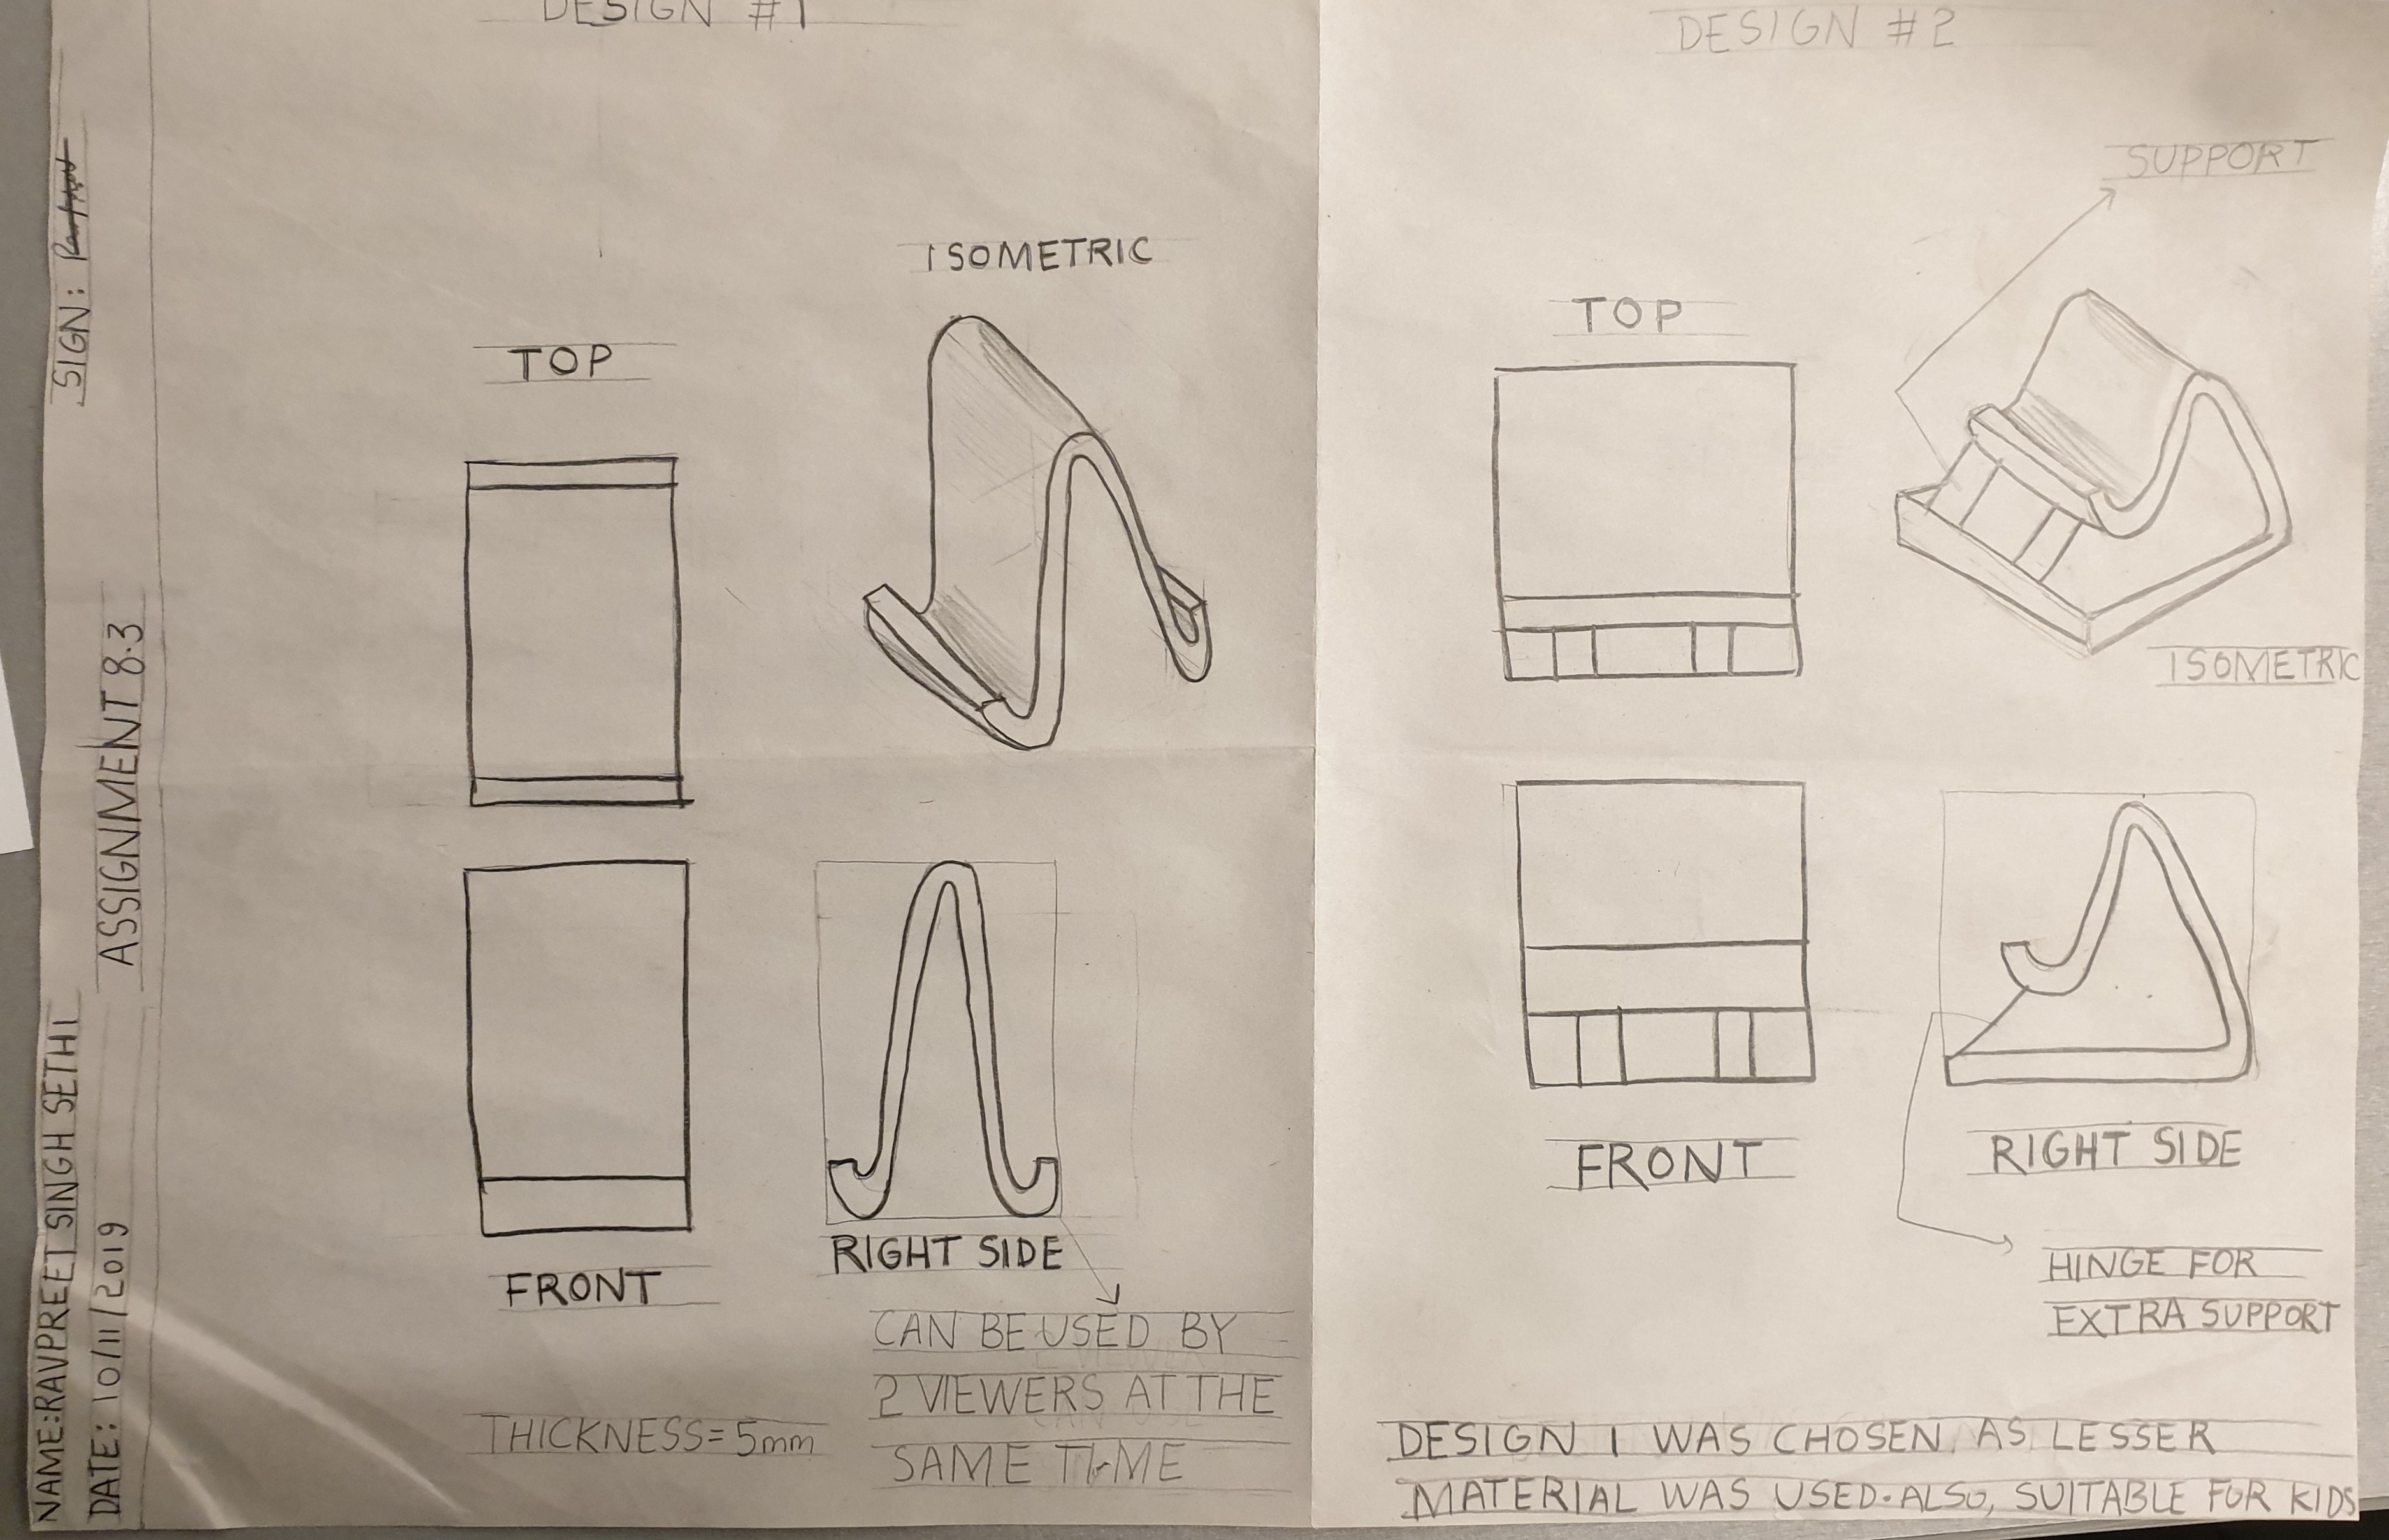 DESIGN #1
ISOMETRIC
TOP
FRONT
RIGHT SIDE
CAN BE USED BY
2 VIEWERS AT THE
SAME TIME
THICKNESS=5mm
DESIGN #2
SUPPORT
TOP
ISOMETRIC
FRONT
RIGHT SIDE
HINGE FOR
EXTRA SUPPORT
DESIGN 1 WAS CHOSEN AS LESSER
MATERIAL WAS USED. ALSO, SUITABLE FOR KIDS
NAME: RAVPREET SINGH SETHI
SIGN:
DATE: 10/11/2019
ASSIGNMENT 8.3